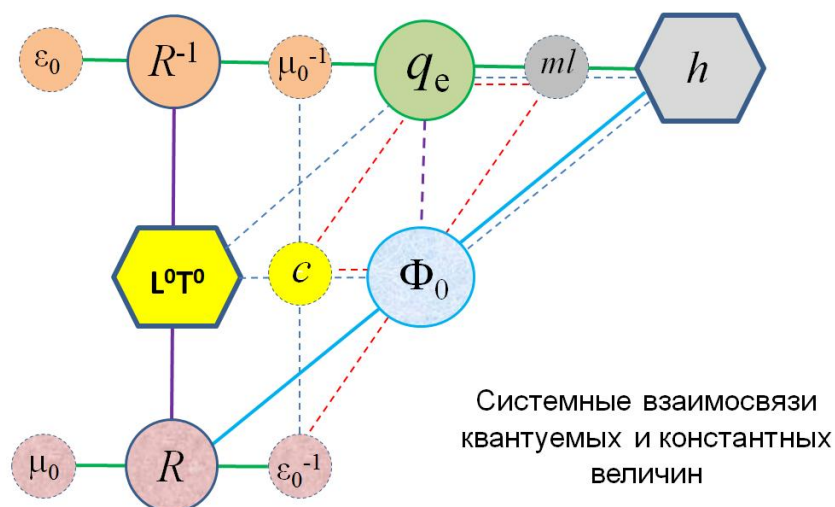 ε₀ R⁻¹ μ₀⁻¹ qₑ ml h
L⁰T⁰ c Φ₀
μ₀ R ε₀⁻¹
Системные взаимосвязи
квантуемых и константных
величин